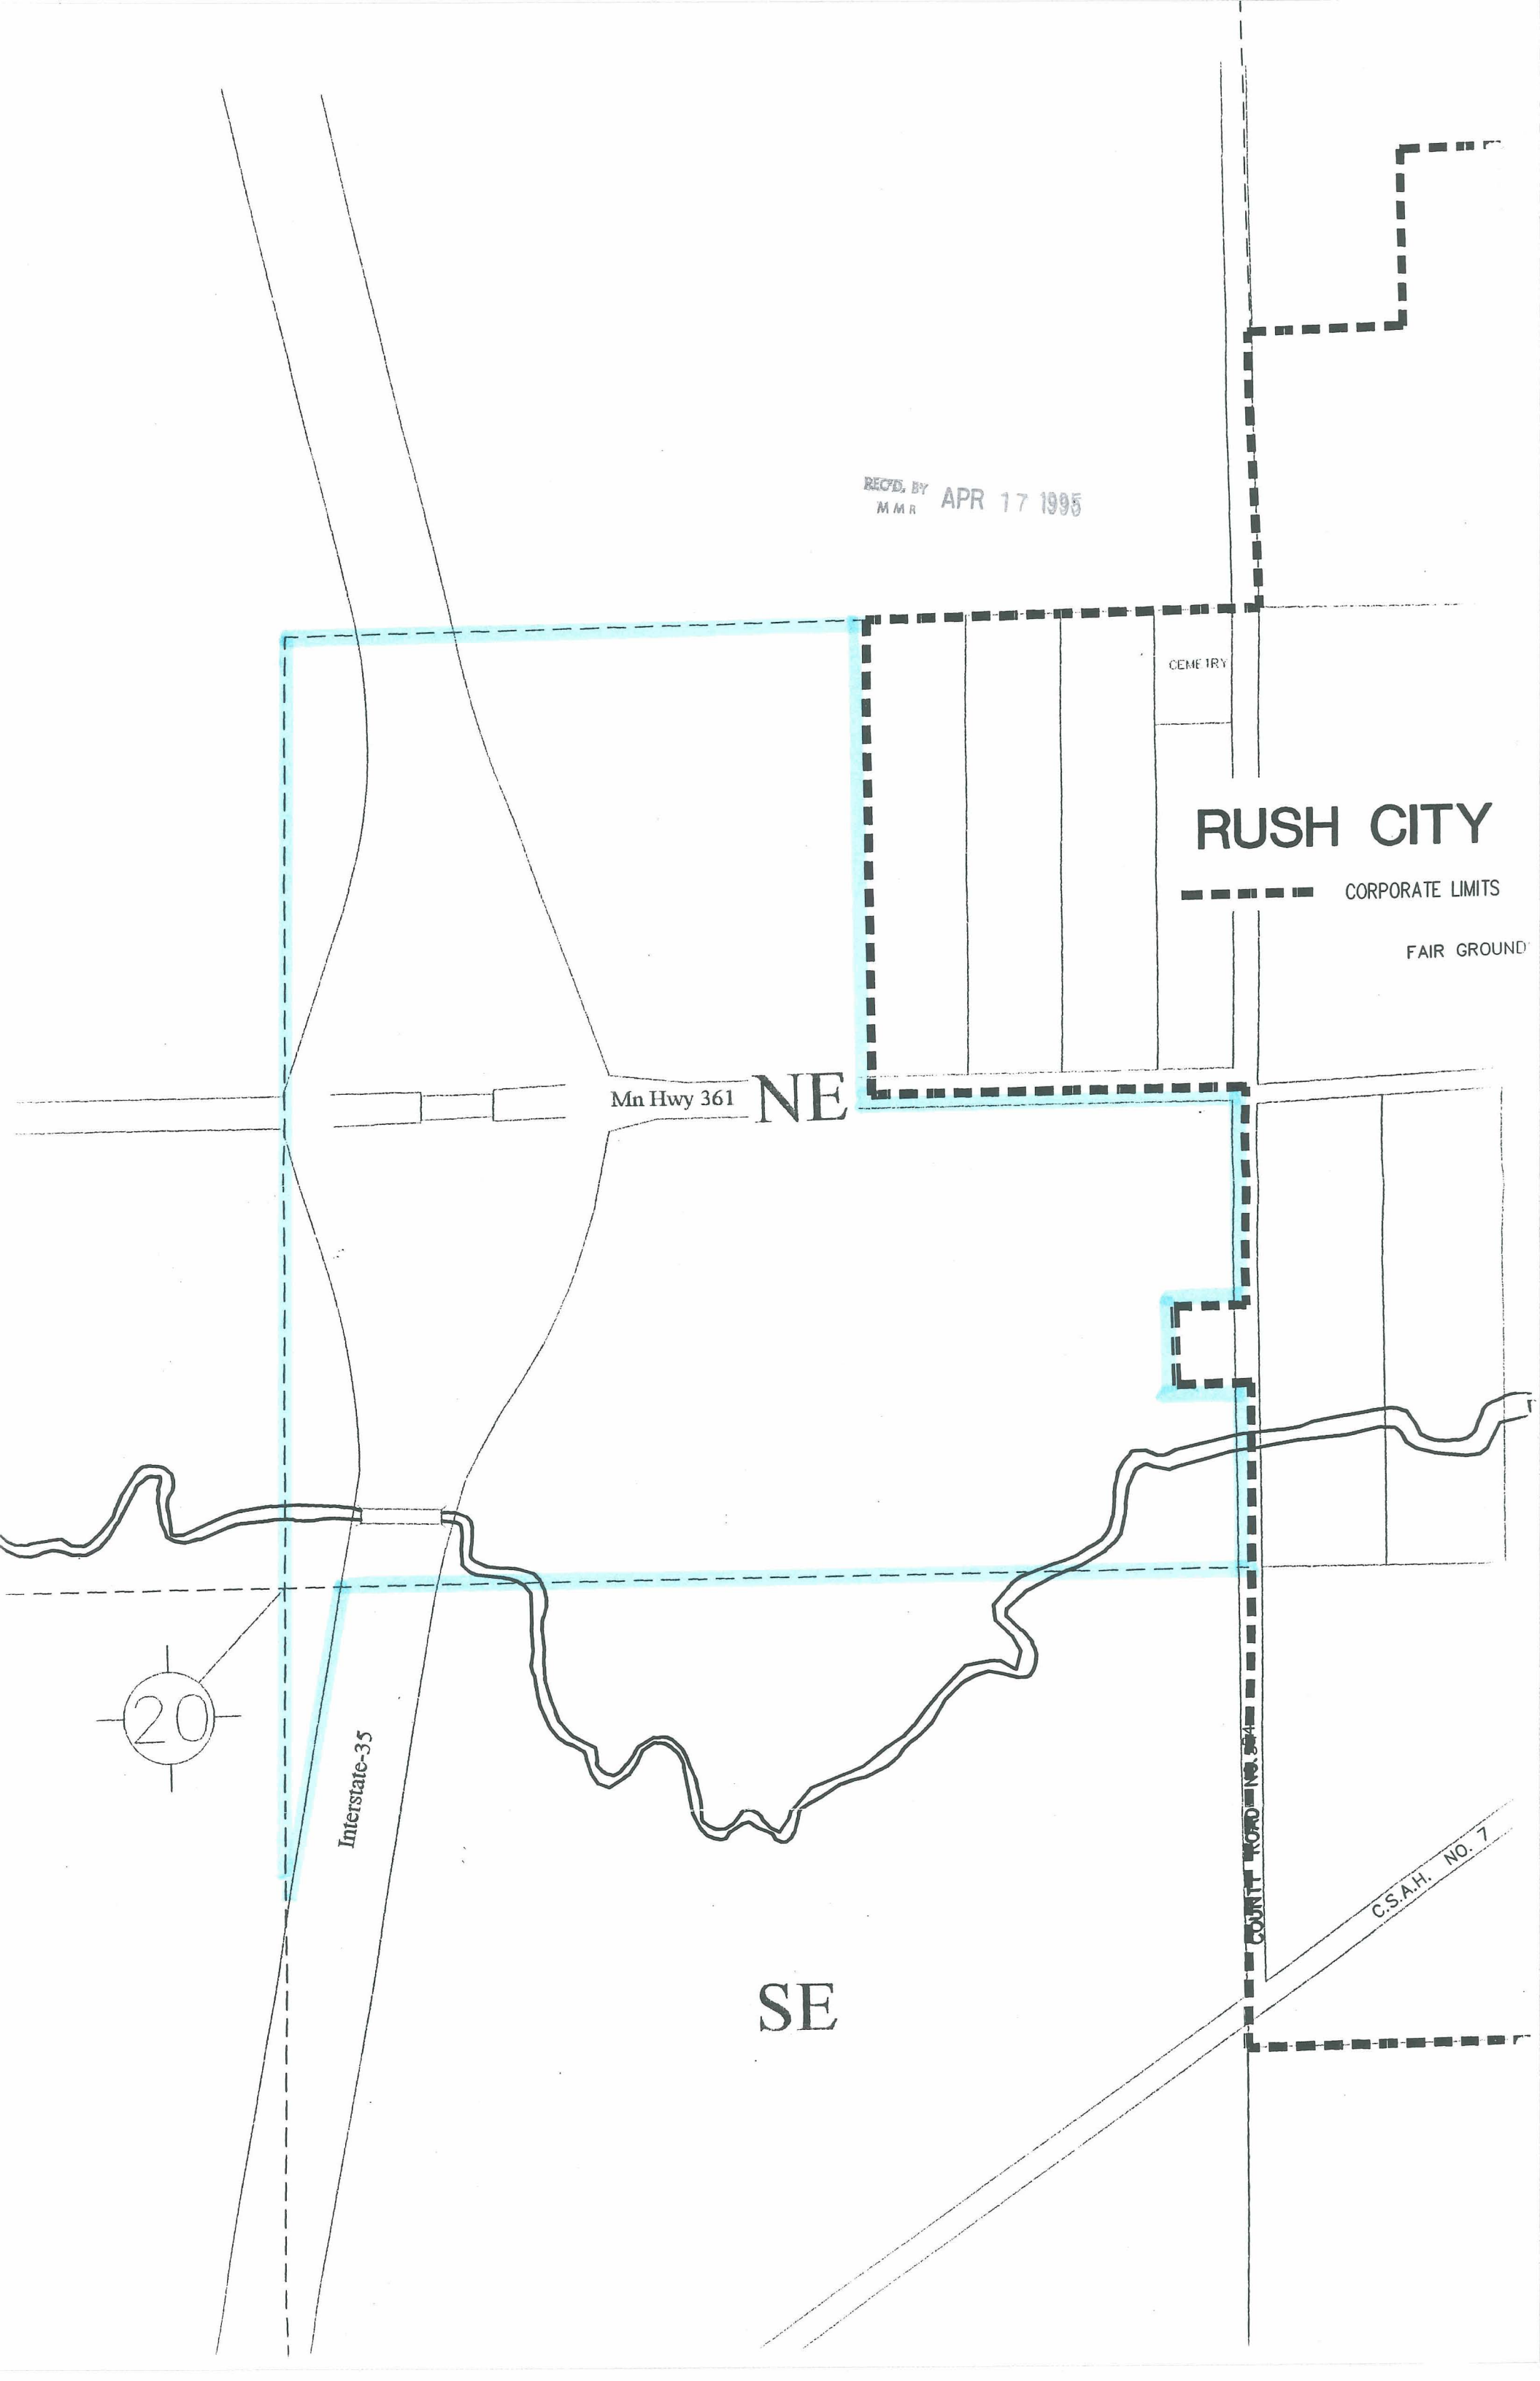 REC'D. BY
MMR
APR 17 1995
CEMETRY
RUSH CITY
CORPORATE LIMITS
FAIR GROUND
Mn Hwy 361
NE
20
Interstate-35
COUNTY ROAD NO.
C.S.A.H. NO. 7
SE